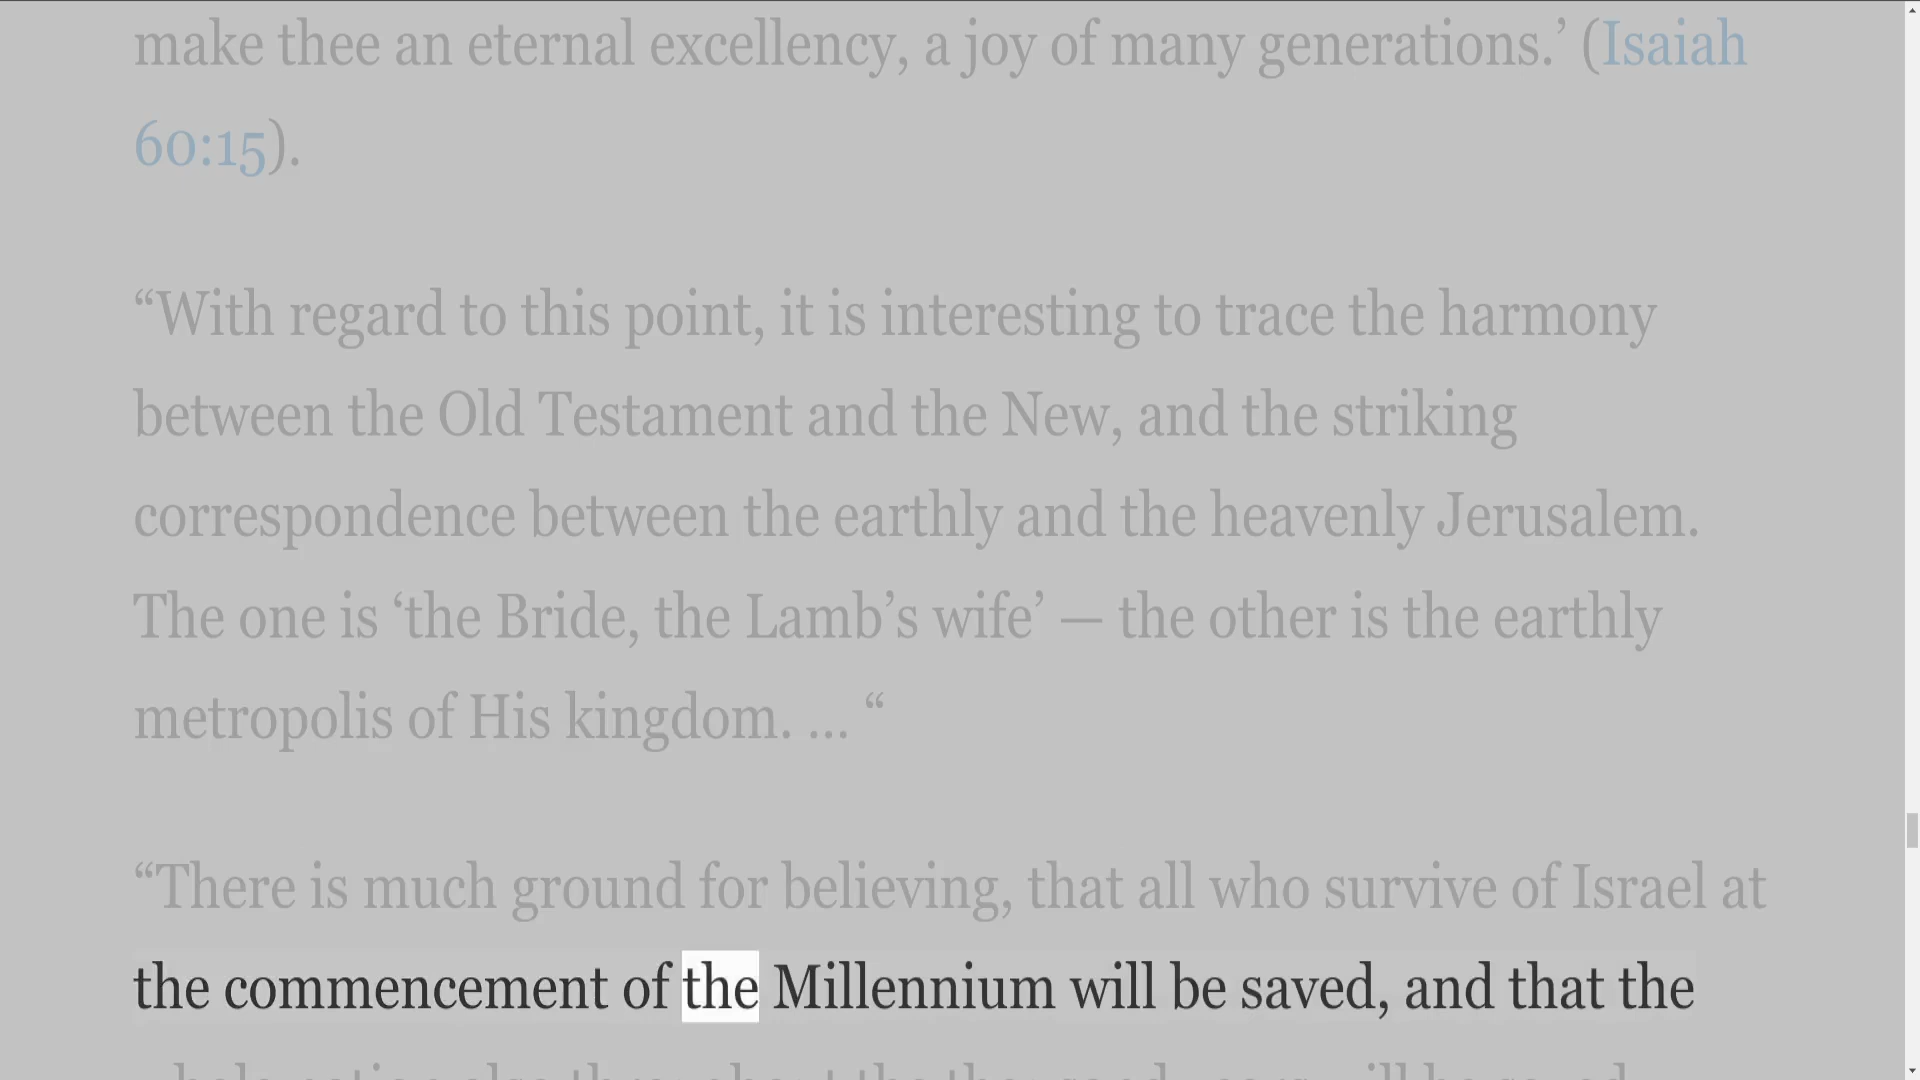 make thee an eternal excellency, a joy of many generations.’ (Isaiah
60:15).
“With regard to this point, it is interesting to trace the harmony
between the Old Testament and the New, and the striking
correspondence between the earthly and the heavenly Jerusalem.
The one is ‘the Bride, the Lamb’s wife’ — the other is the earthly
metropolis of His kingdom. ... “
“There is much ground for believing, that all who survive of Israel at
the commencement of the Millennium will be saved, and that the